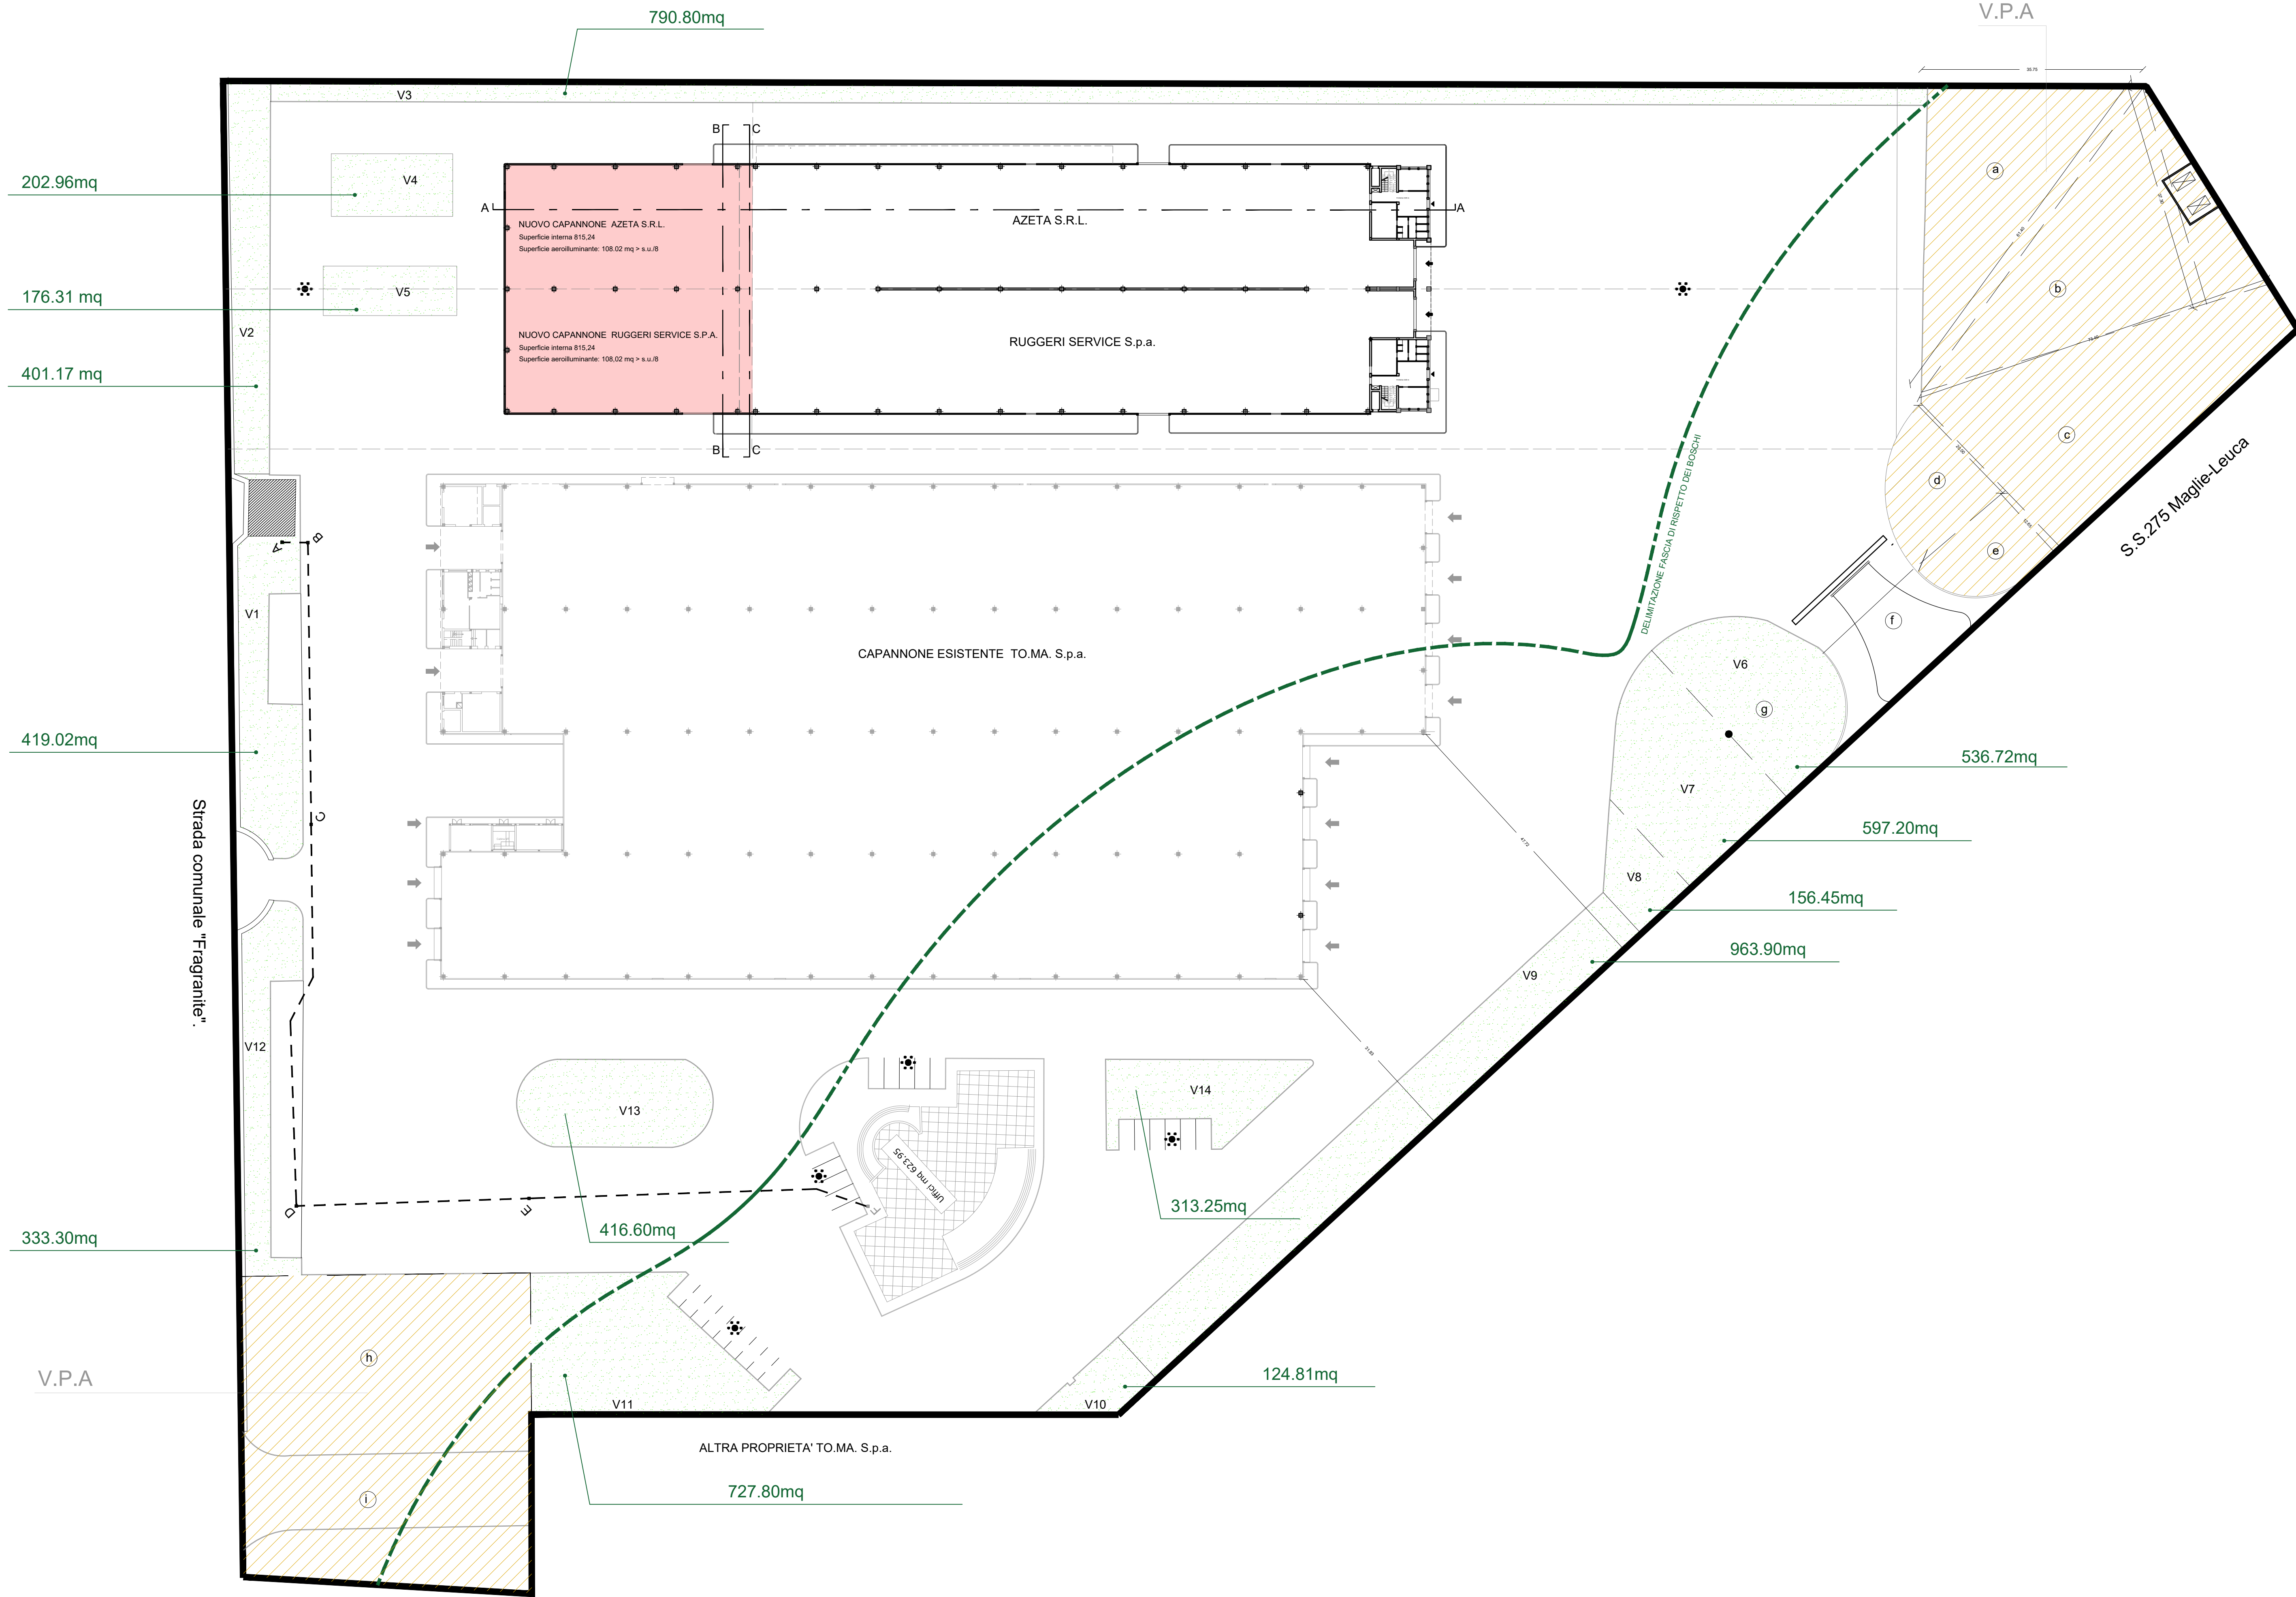 790.80mq
V.P.A
35.75
V3
B
C
a
202.96mq
V4
A
NUOVO CAPANNONE AZETA S.R.L.
Superficie interna 815,24
Superficie aeroilluminante: 108.02 mq > s.u./8
AZETA S.R.L.
A
61.40
176.31 mq
V5
b
V2
NUOVO CAPANNONE RUGGERI SERVICE S.P.A.
Superficie interna 815,24
Superficie aeroilluminante: 108,02 mq > s.u./8
RUGGERI SERVICE S.p.a.
401.17 mq
B
C
c
d
e
S.S.275 Maglie-Leuca
DELIMITAZIONE FASCIA DI RISPETTO DEI BOSCHI
A
B
V1
f
CAPANNONE ESISTENTE TO.MA. S.p.a.
V6
g
419.02mq
536.72mq
V7
C
597.20mq
Strada comunale "Fragranite".
V8
156.45mq
963.90mq
V9
V12
V13
V14
Uffici mq 623.95
D
E
F
416.60mq
313.25mq
333.30mq
h
V.P.A
124.81mq
V11
V10
ALTRA PROPRIETA' TO.MA. S.p.a.
727.80mq
i